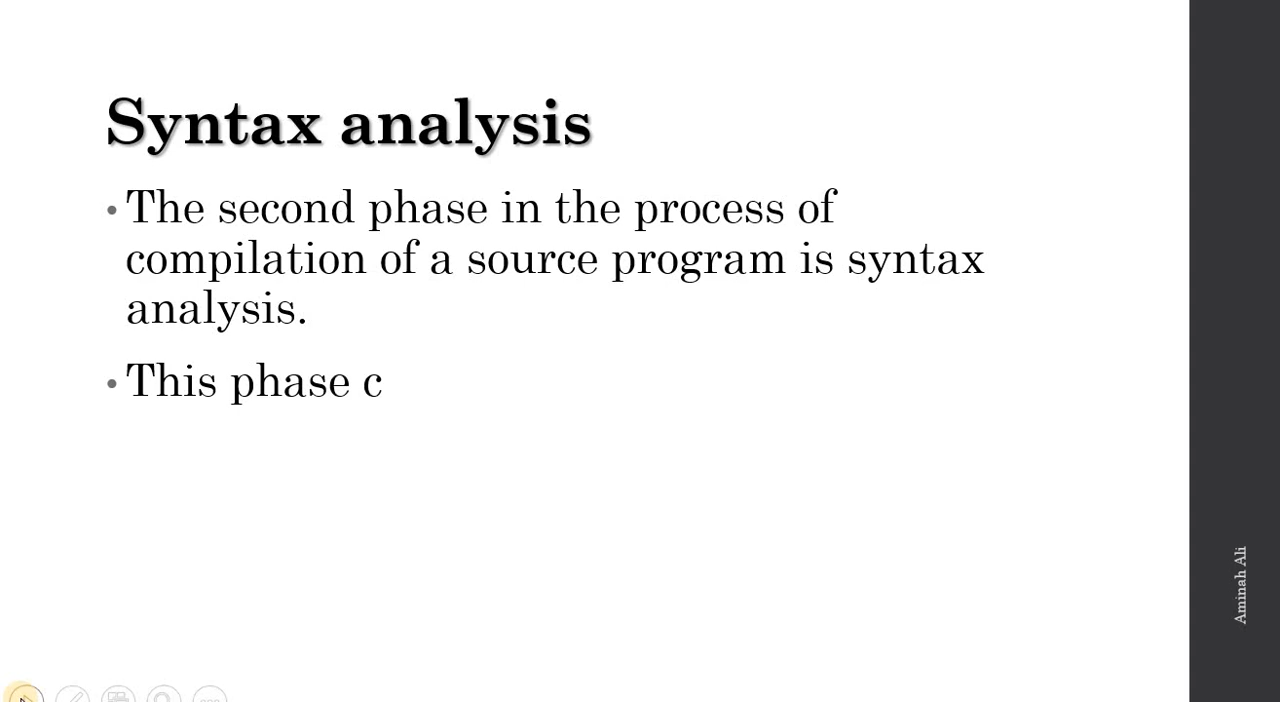 Syntax analysis
• The second phase in the process of
compilation of a source program is syntax
analysis.
• This phase c
Aminah Ali